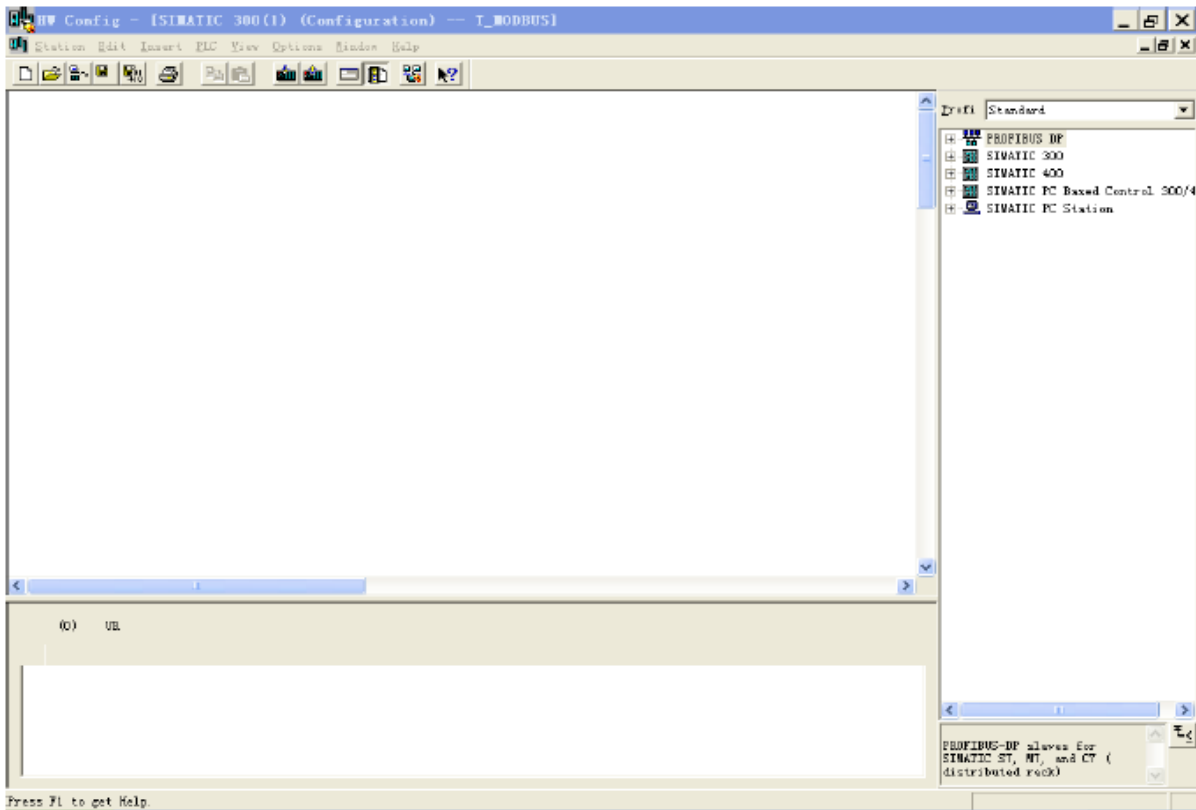 HW Config - [SIMATIC 300(1) (Configuration) -- T_MODBUS]
Station Edit Insert PLC View Options Window Help
Profi Standard
PROFIBUS DP
SIMATIC 300
SIMATIC 400
SIMATIC PC Based Control 300/4
SIMATIC PC Station
(0) UR
PROFIBUS-DP slaves for
SIMATIC S7, M7, and C7 (
distributed rack)
Press F1 to get Help.